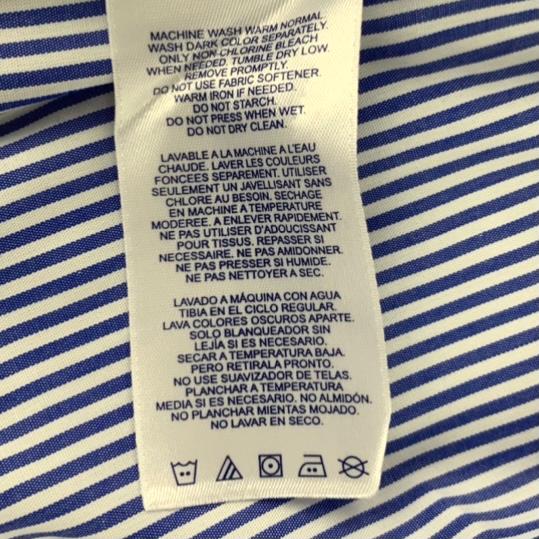 MACHINE WASH WARM NORMAL.
WASH DARK COLOR SEPARATELY.
ONLY NON-CHLORINE BLEACH
WHEN NEEDED. TUMBLE DRY LOW.
REMOVE PROMPTLY.
DO NOT USE FABRIC SOFTENER.
WARM IRON IF NEEDED.
DO NOT STARCH.
DO NOT PRESS WHEN WET.
DO NOT DRY CLEAN.
LAVABLE A LA MACHINE A L'EAU
CHAUDE. LAVER LES COULEURS
FONCEES SEPAREMENT. UTILISER
SEULEMENT UN JAVELLISANT SANS
CHLORE AU BESOIN. SECHAGE
EN MACHINE A TEMPERATURE
MODEREE. A ENLEVER RAPIDEMENT.
NE PAS UTILISER D'ADOUCISSANT
POUR TISSUS. REPASSER SI
NECESSAIRE. NE PAS AMIDONNER.
NE PAS PRESSER SI HUMIDE.
NE PAS NETTOYER A SEC.
LAVADO A MÁQUINA CON AGUA
TIBIA EN EL CICLO REGULAR.
LAVA COLORES OSCUROS APARTE.
SOLO BLANQUEADOR SIN
LEJÍA SI ES NECESARIO.
SECAR A TEMPERATURA BAJA.
PERO RETIRALA PRONTO.
NO USE SUAVIZADOR DE TELAS.
PLANCHAR A TEMPERATURA
MEDIA SI ES NECESARIO. NO ALMIDÓN.
NO PLANCHAR MIENTAS MOJADO.
NO LAVAR EN SECO.